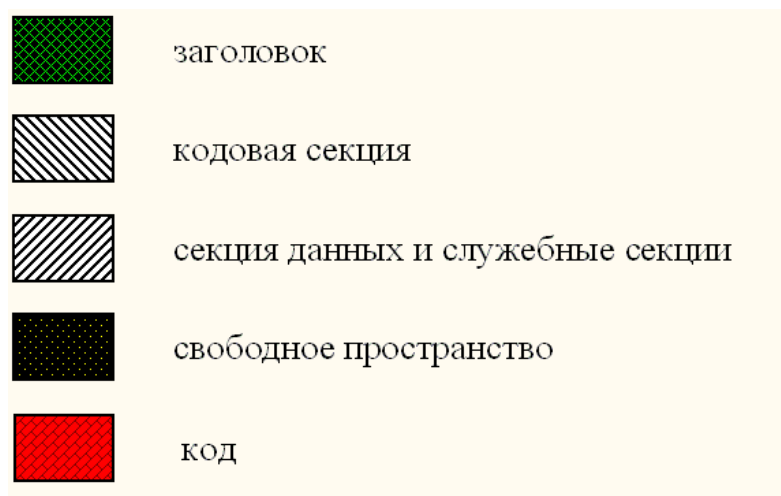 заголовок
кодовая секция
секция данных и служебные секции
свободное пространство
код